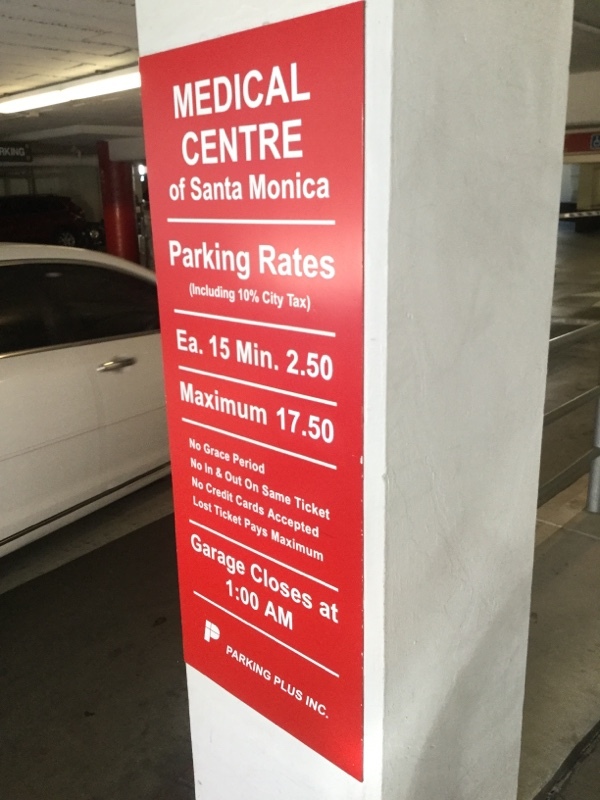 MEDICAL
CENTRE
of Santa Monica
Parking Rates
(Including 10% City Tax)
Ea. 15 Min. 2.50
Maximum 17.50
No Grace Period
No In & Out On Same Ticket
No Credit Cards Accepted
Lost Ticket Pays Maximum
Garage Closes at
1:00 AM
PARKING PLUS INC.
RKING